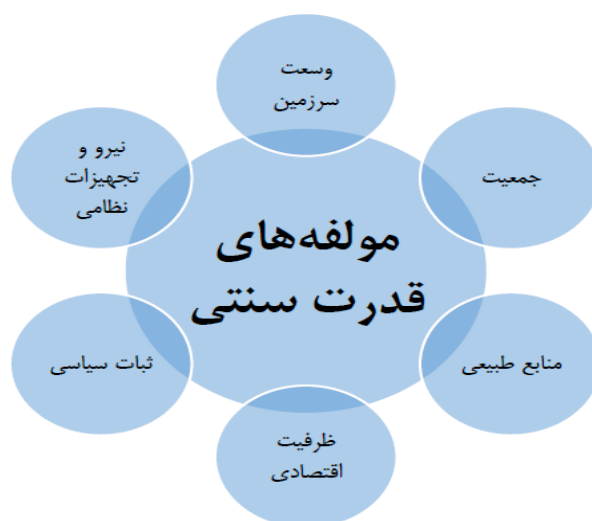 وسعت
سرزمین
جمعیت
منابع طبیعی
ظرفیت
اقتصادی
ثبات سیاسی
نیرو و
تجهیزات
نظامی
مولفه‌های
قدرت سنتی